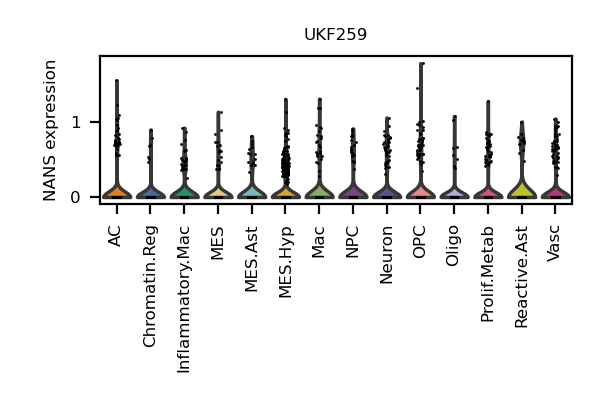 UKF259
NANS expression
1
0
AC
Chromatin.Reg
Inflammatory.Mac
MES
MES.Ast
MES.Hyp
Mac
NPC
Neuron
OPC
Oligo
Prolif.Metab
Reactive.Ast
Vasc